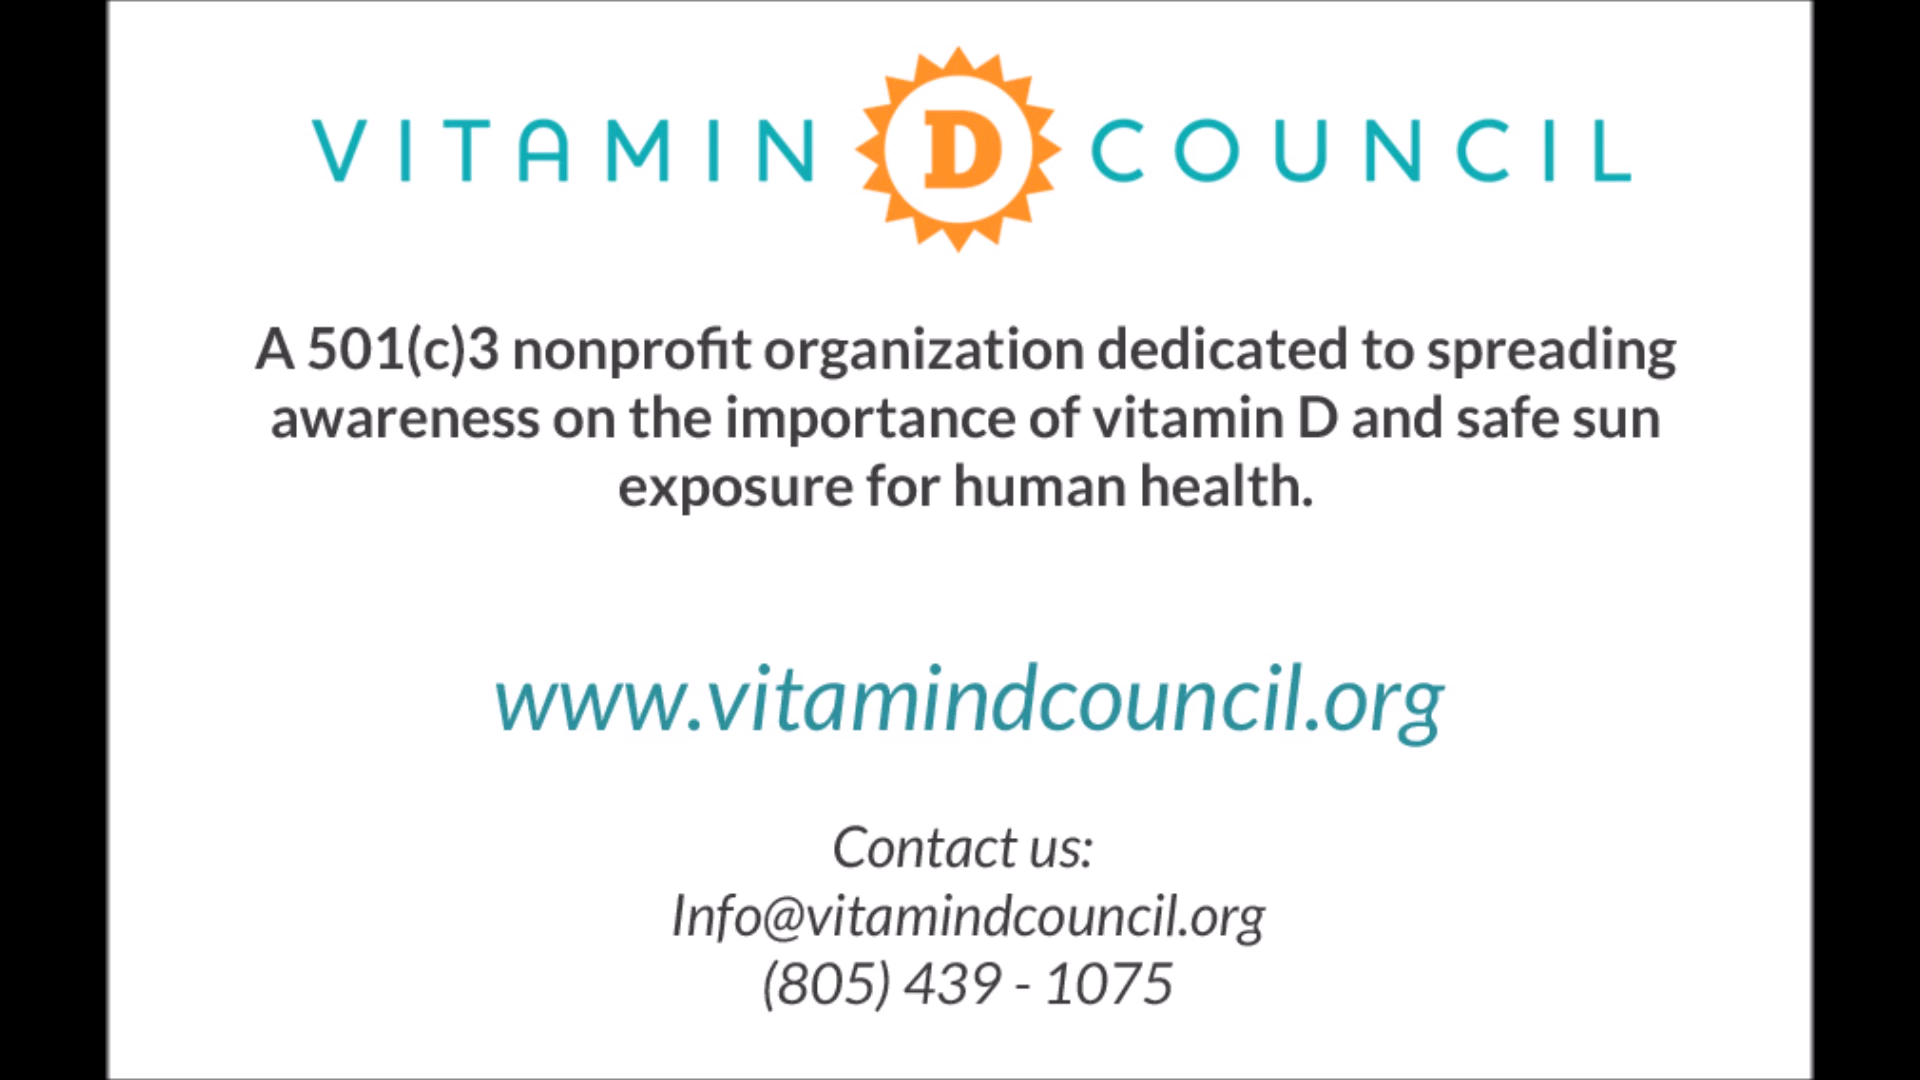 VITAMIN D COUNCIL
A 501(c)3 nonprofit organization dedicated to spreading
awareness on the importance of vitamin D and safe sun
exposure for human health.
www.vitamindcouncil.org
Contact us:
Info@vitamindcouncil.org
(805) 439 - 1075